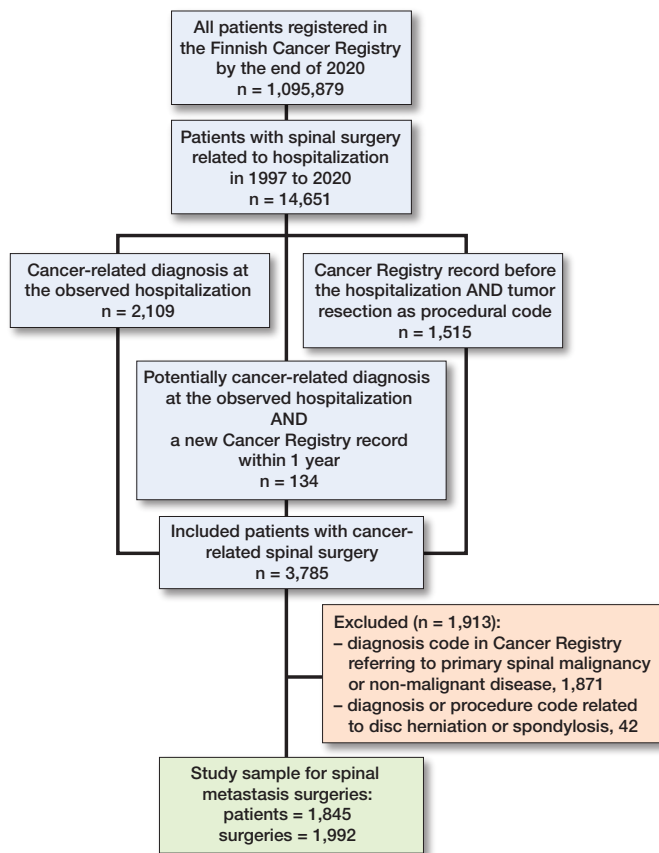 All patients registered in
the Finnish Cancer Registry
by the end of 2020
n = 1,095,879
Patients with spinal surgery
related to hospitalization
in 1997 to 2020
n = 14,651
Cancer-related diagnosis at
the observed hospitalization
n = 2,109
Cancer Registry record before
the hospitalization AND tumor
resection as procedural code
n = 1,515
Potentially cancer-related diagnosis
at the observed hospitalization
AND
a new Cancer Registry record
within 1 year
n = 134
Included patients with cancer-
related spinal surgery
n = 3,785
Excluded (n = 1,913):
– diagnosis code in Cancer Registry
referring to primary spinal malignancy
or non-malignant disease, 1,871
– diagnosis or procedure code related
to disc herniation or spondylosis, 42
Study sample for spinal
metastasis surgeries:
patients = 1,845
surgeries = 1,992